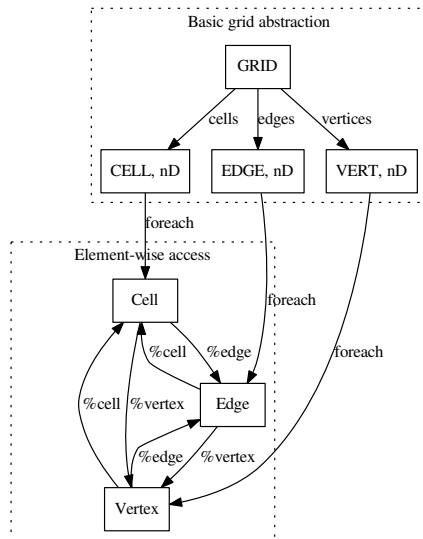 Basic grid abstraction
GRID
cells
edges
vertices
CELL, nD
EDGE, nD
VERT, nD
foreach
Element-wise access
Cell
foreach
foreach
%cell
%edge
%cell
%vertex
Edge
%edge
%vertex
Vertex